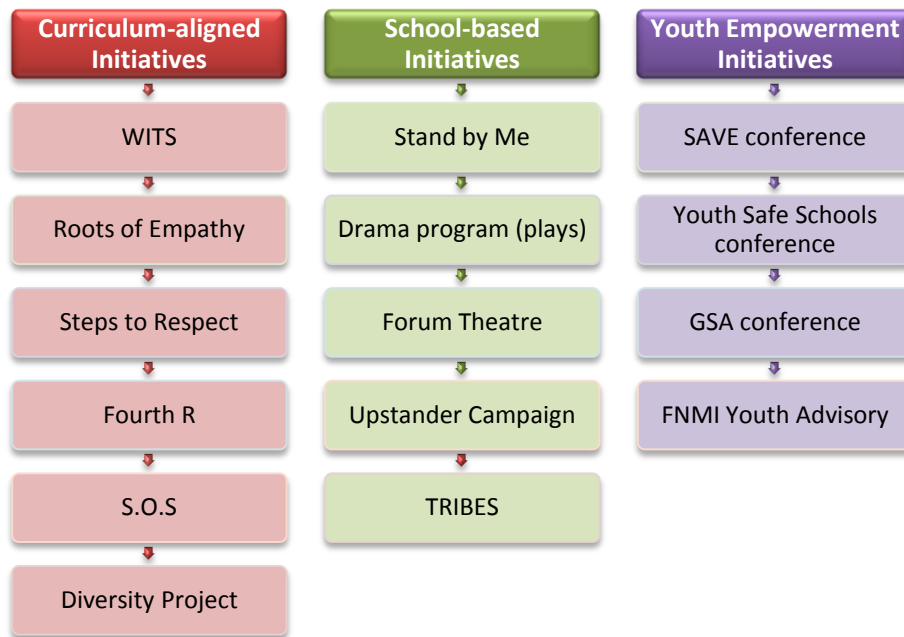 Curriculum-aligned
Initiatives
WITS
Roots of Empathy
Steps to Respect
Fourth R
S.O.S
Diversity Project
School-based
Initiatives
Stand by Me
Drama program (plays)
Forum Theatre
Upstander Campaign
TRIBES
Youth Empowerment
Initiatives
SAVE conference
Youth Safe Schools
conference
GSA conference
FNMI Youth Advisory